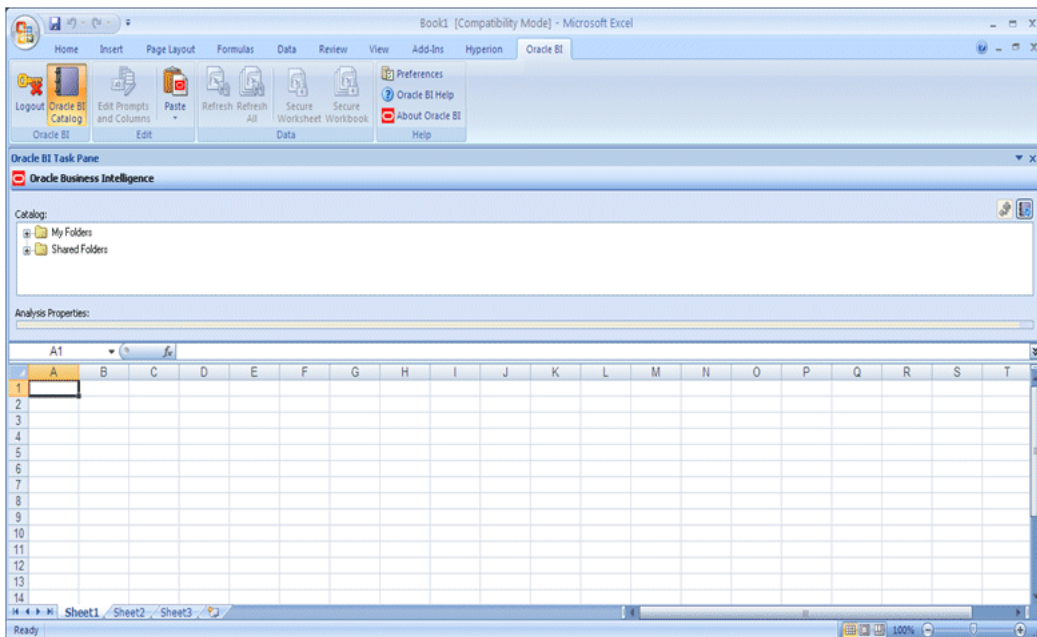 Book1 [Compatibility Mode] - Microsoft Excel
Home Insert Page Layout Formulas Data Review View Add-Ins Hyperion Oracle BI
Logout Oracle BI Catalog Edit Prompts and Columns Paste Refresh Refresh All Secure Worksheet Secure Workbook
Preferences
Oracle BI Help
About Oracle BI
Oracle BI Edit Data Help
Oracle BI Task Pane
Oracle Business Intelligence
Catalog:
My Folders
Shared Folders
Analysis Properties:
A1 fx
A B C D E F G H I J K L M N O P Q R S T
1
2
3
4
5
6
7
8
9
10
11
12
13
14
Sheet1 Sheet2 Sheet3
Ready 100%